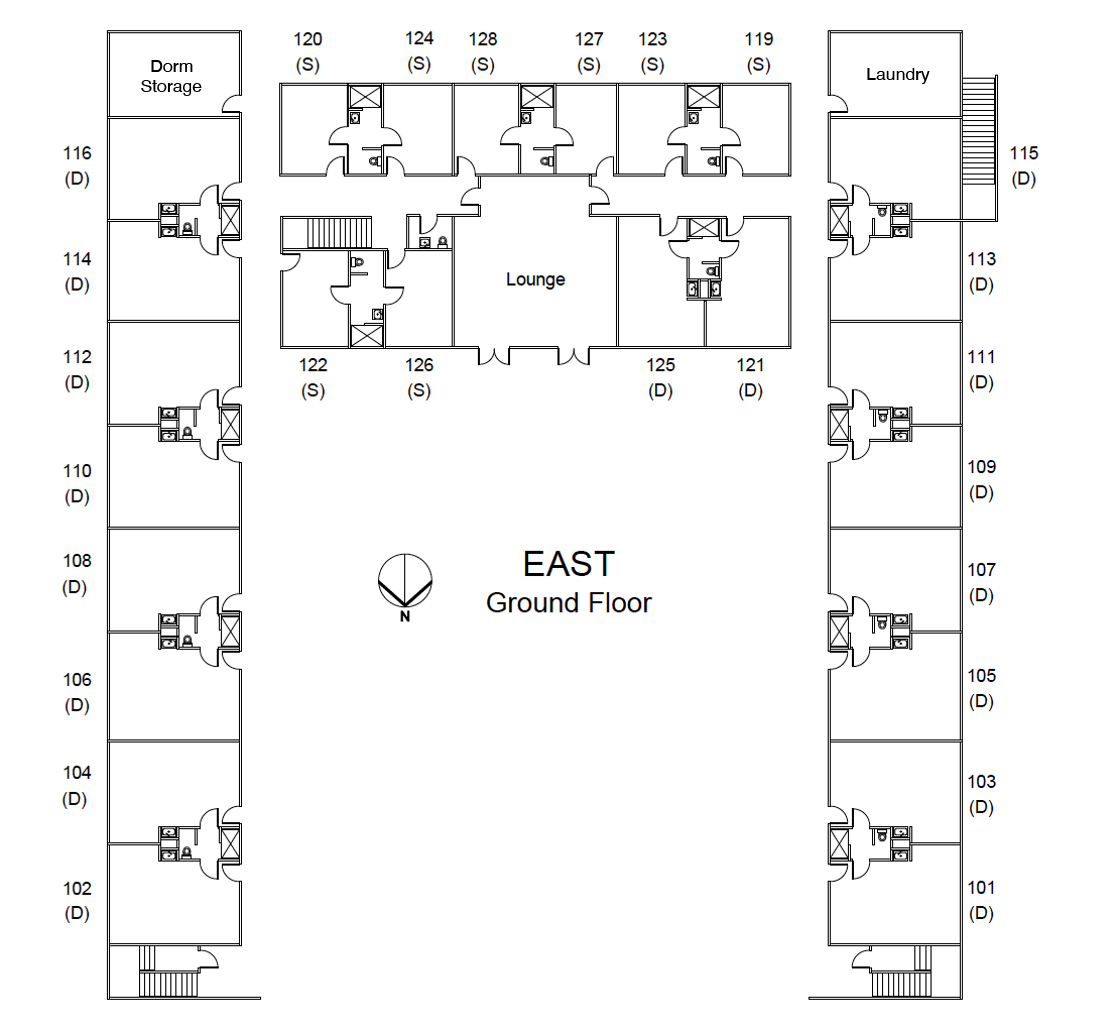 120 124 128 127 123 119
(S) (S) (S) (S) (S) (S)
Dorm
Storage
Laundry
116
(D)
115
(D)
114
(D)
Lounge
113
(D)
112
(D)
122
(S)
126
(S)
125
(D)
121
(D)
111
(D)
110
(D)
109
(D)
108
(D)
EAST
Ground Floor
N
107
(D)
106
(D)
105
(D)
104
(D)
103
(D)
102
(D)
101
(D)